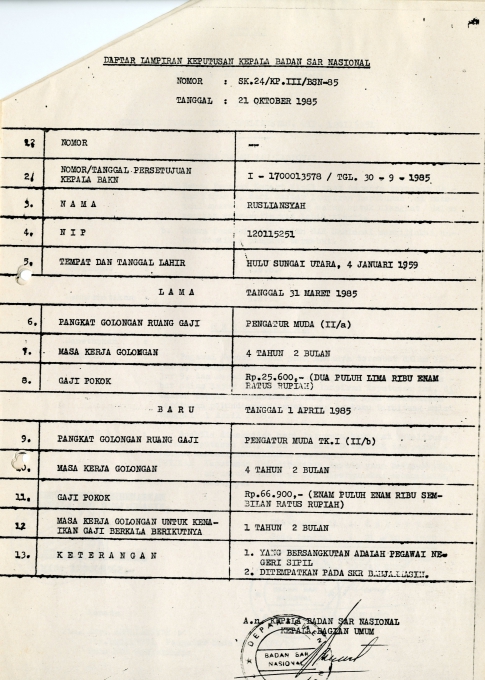 DAFTAR LAMPIRAN KEPUTUSAN KEPALA BADAN SAR NASIONAL
NOMOR : SK.24/KP.III/BSN-85
TANGGAL : 21 OKTOBER 1985
NOMOR --
2. NOMOR/TANGGAL PERSETUJUAN I - 1700013578 / TGL. 30 - 9 - 1985
KEPALA BAKN
3. N A M A RUSLIANSYAH
4. N I P 120115251
5. TEMPAT DAN TANGGAL LAHIR HULU SUNGAI UTARA, 4 JANUARI 1959
L A M A TANGGAL 31 MARET 1985
6. PANGKAT GOLONGAN RUANG GAJI PENGATUR MUDA (II/a)
7. MASA KERJA GOLONGAN 4 TAHUN 2 BULAN
8. GAJI POKOK Rp.25.600,- (DUA PULUH LIMA RIBU ENAM
RATUS RUPIAH)
B A R U TANGGAL 1 APRIL 1985
9. PANGKAT GOLONGAN RUANG GAJI PENGATUR MUDA TK.I (II/b)
10. MASA KERJA GOLONGAN 4 TAHUN 2 BULAN
11. GAJI POKOK Rp.66.900,- (ENAM PULUH ENAM RIBU SEM-
BILAN RATUS RUPIAH)
12 MASA KERJA GOLONGAN UNTUK KENA- 1 TAHUN 2 BULAN
IKAN GAJI BERKALA BERIKUTNYA
13. K E T E R A N G A N 1. YANG BERSANGKUTAN ADALAH PEGAWAI NE-
GERI SIPIL
2. DITEMPATKAN PADA SKR BANJARMASIN.
A.n. KEPALA BADAN SAR NASIONAL
KEPALA BAGIAN UMUM
BADAN SAR
NASIONAL